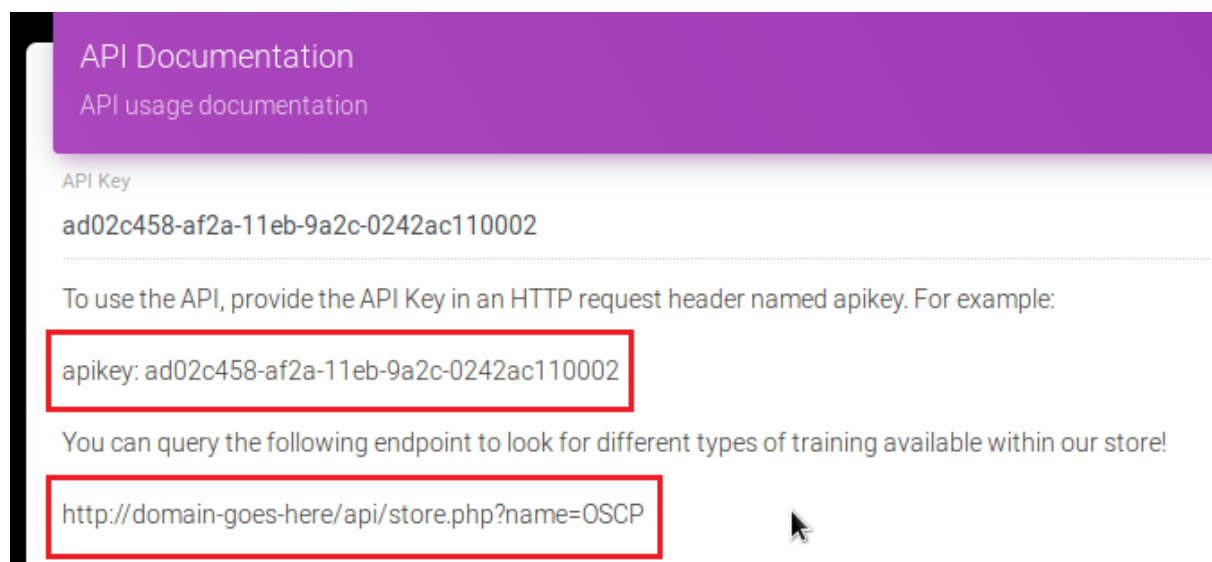 API Documentation
API usage documentation
API Key
ad02c458-af2a-11eb-9a2c-0242ac110002
To use the API, provide the API Key in an HTTP request header named apikey. For example:
apikey: ad02c458-af2a-11eb-9a2c-0242ac110002
You can query the following endpoint to look for different types of training available within our store!
http://domain-goes-here/api/store.php?name=OSCP